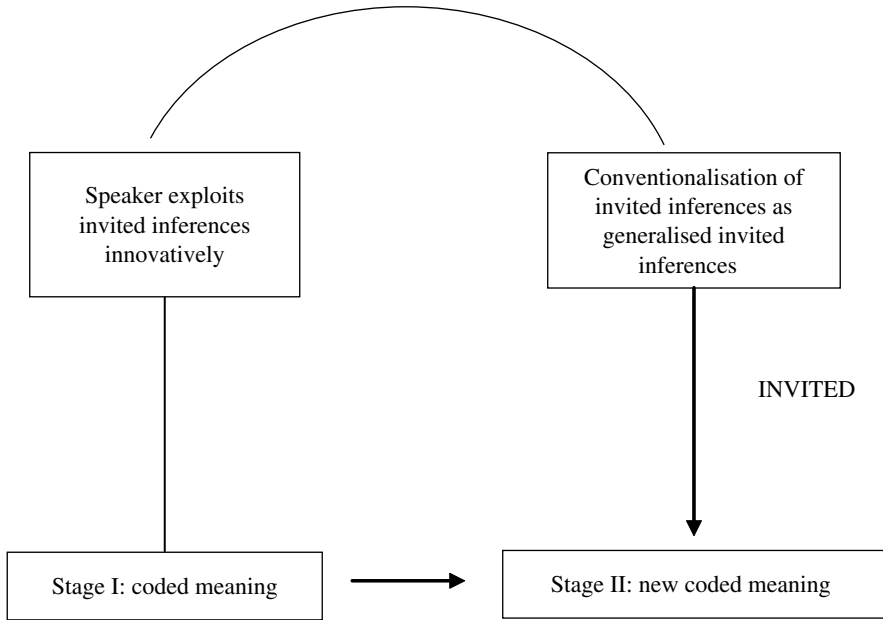 Speaker exploits
invited inferences
innovatively
Conventionalisation of
invited inferences as
generalised invited
inferences
INVITED
Stage I: coded meaning
Stage II: new coded meaning